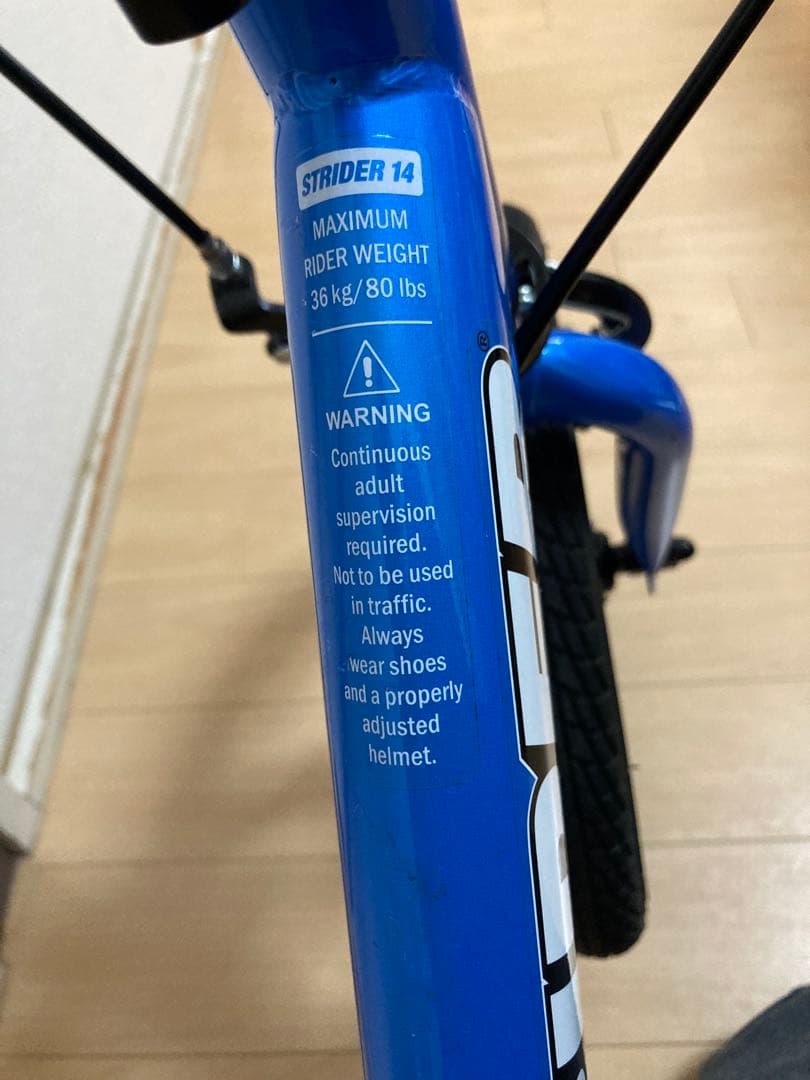 STRIDER 14
MAXIMUM
RIDER WEIGHT
36 kg/80 lbs
WARNING
Continuous
adult
supervision
required.
Not to be used
in traffic.
Always
wear shoes
and a properly
adjusted
helmet.
®